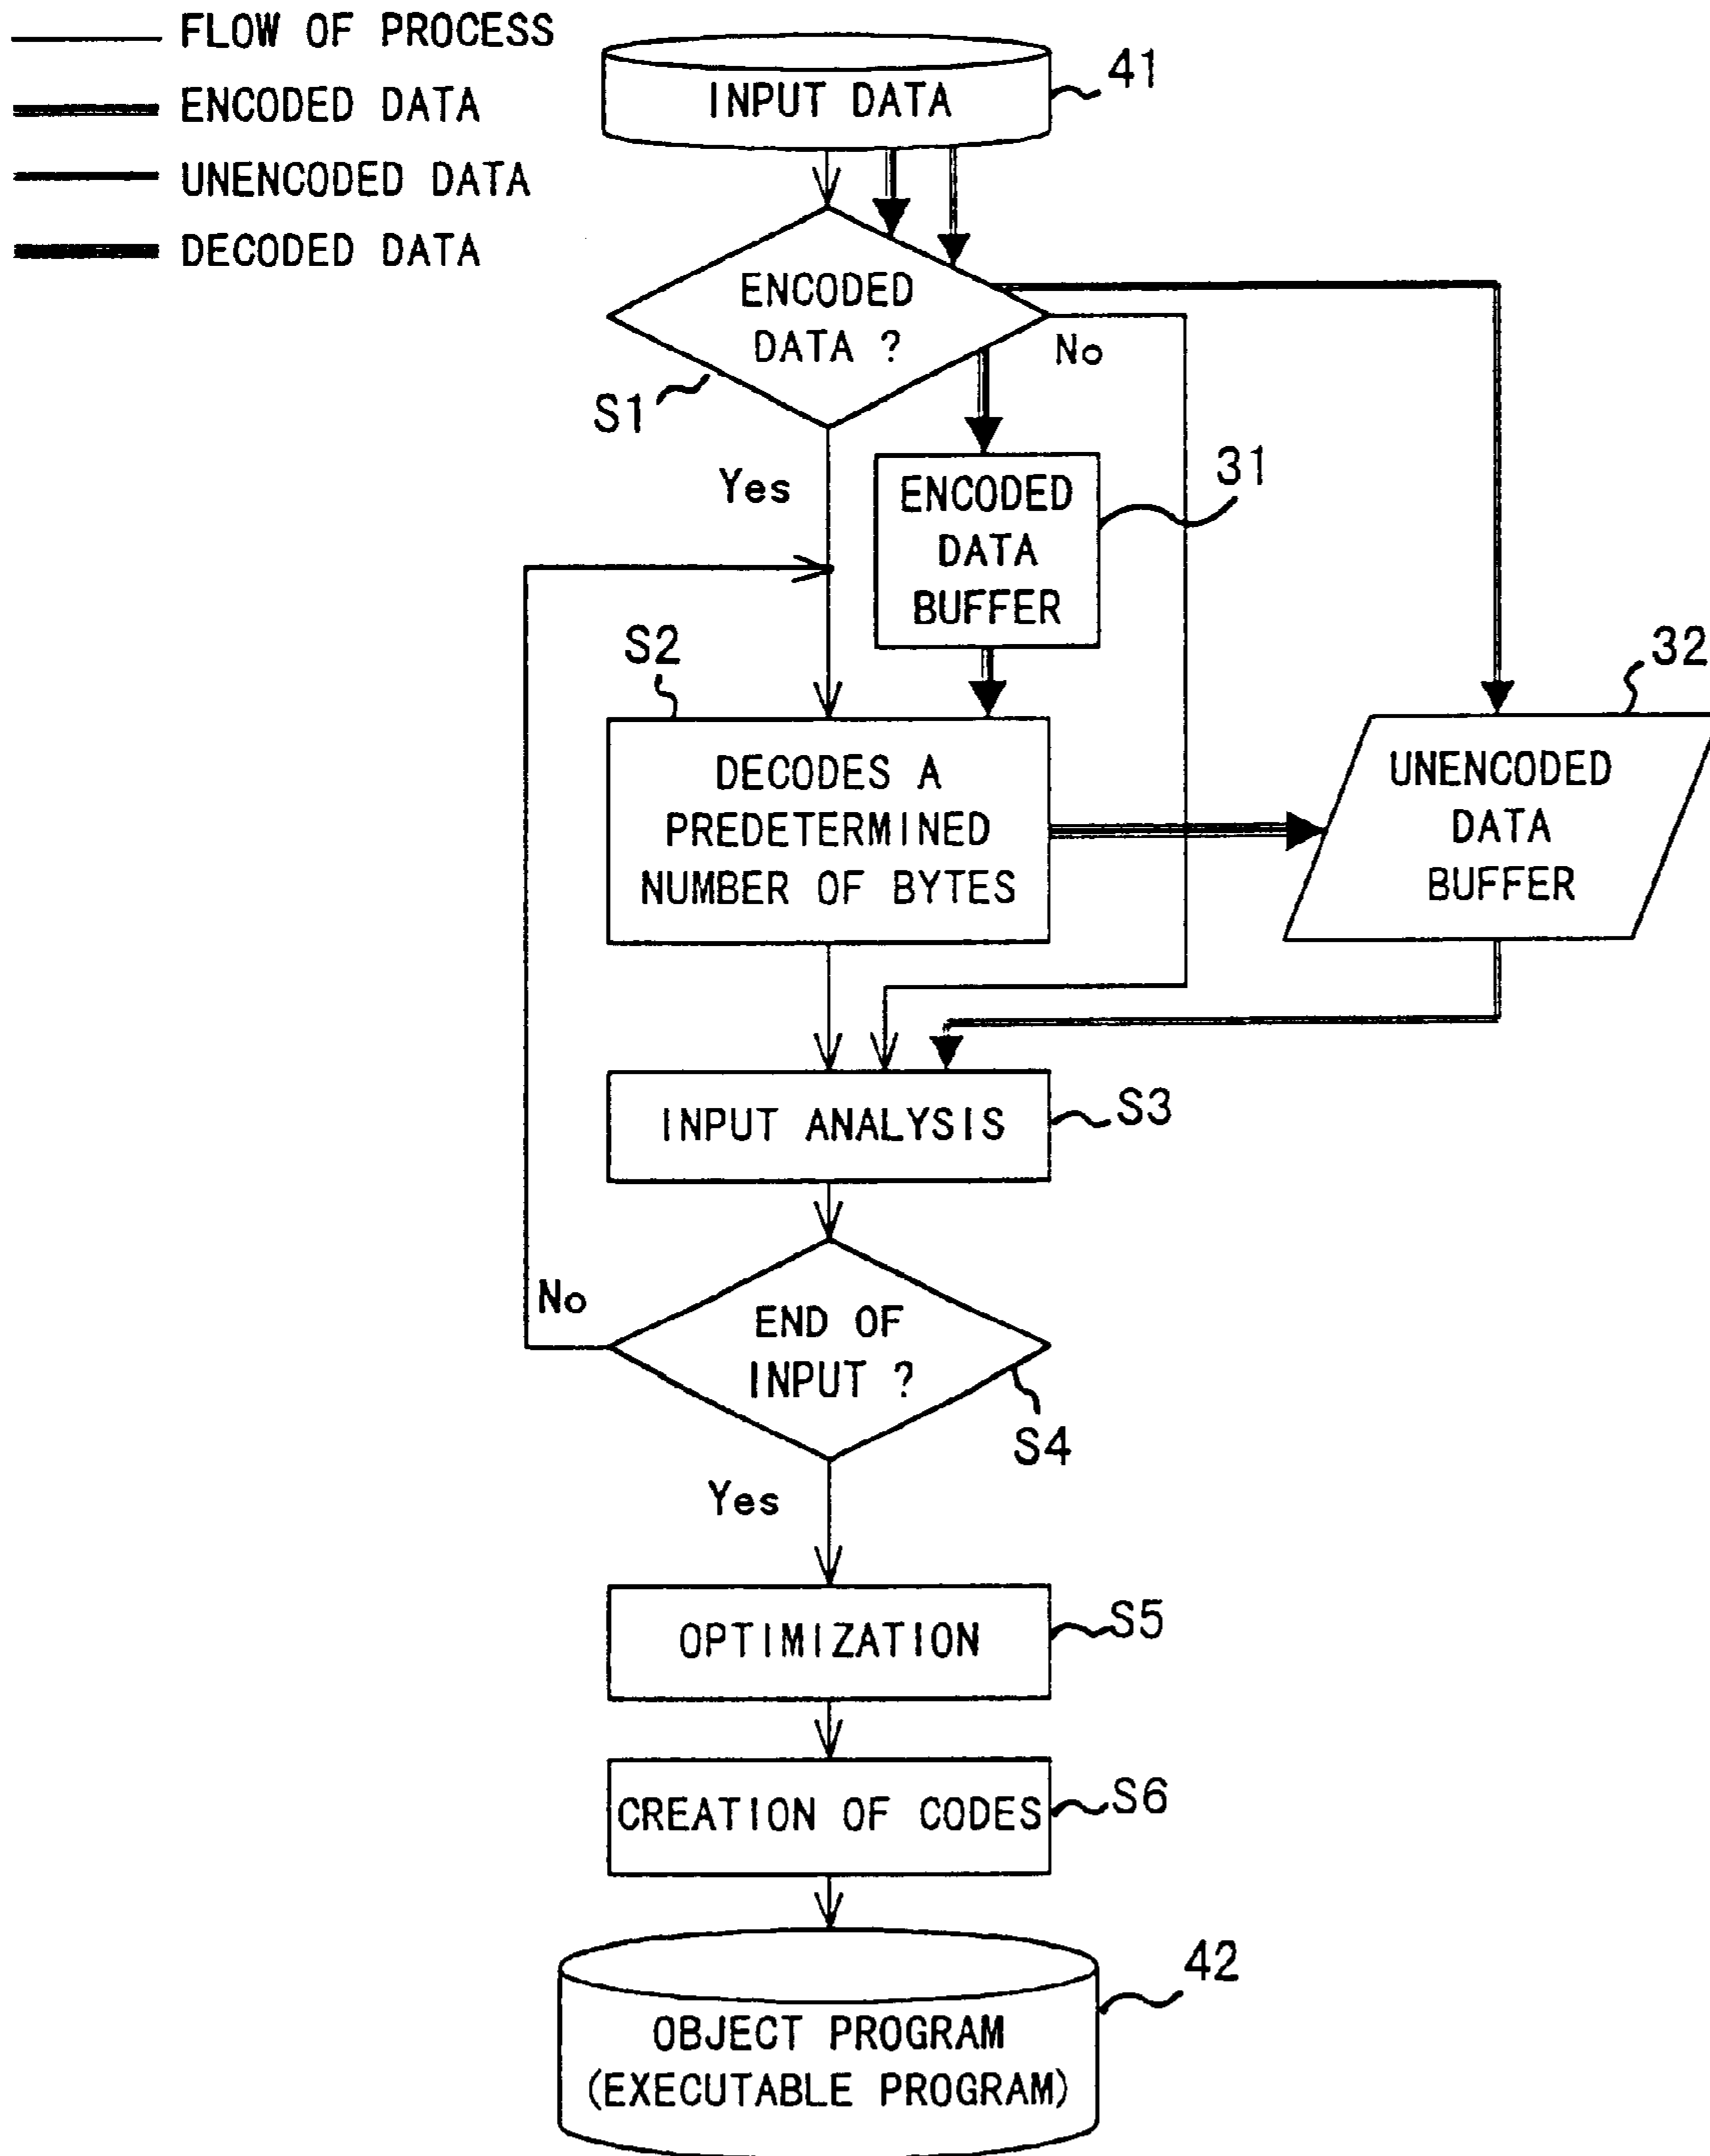 FLOW OF PROCESS
ENCODED DATA
UNENCODED DATA
DECODED DATA
INPUT DATA
41
ENCODED
DATA ?
No
S1
Yes
ENCODED
DATA
BUFFER
31
S2
32
DECODES A
PREDETERMINED
NUMBER OF BYTES
UNENCODED
DATA
BUFFER
INPUT ANALYSIS
S3
No
END OF
INPUT ?
S4
Yes
OPTIMIZATION
S5
CREATION OF CODES
S6
42
OBJECT PROGRAM
(EXECUTABLE PROGRAM)